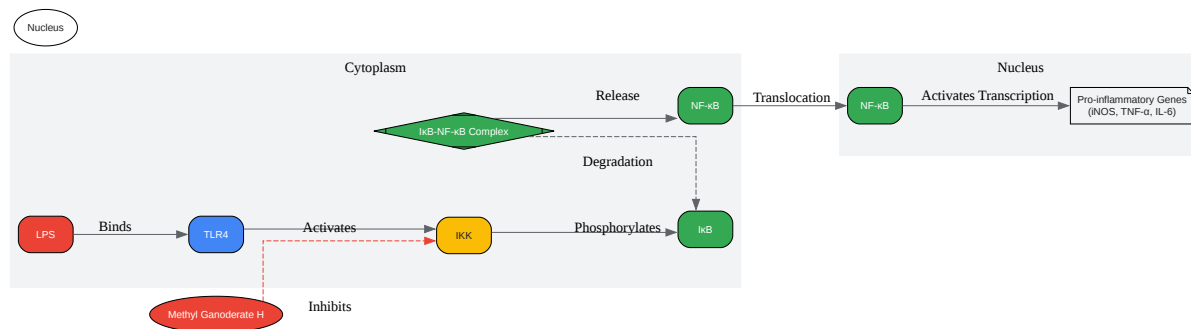 Nucleus
Cytoplasm
Nucleus
Release
NF-κB
Translocation
NF-κB
Activates Transcription
Pro-inflammatory Genes
(iNOS, TNF-α, IL-6)
IκB-NF-κB Complex
Degradation
LPS
Binds
TLR4
Activates
IKK
Phosphorylates
IκB
Methyl Ganoderate H
Inhibits